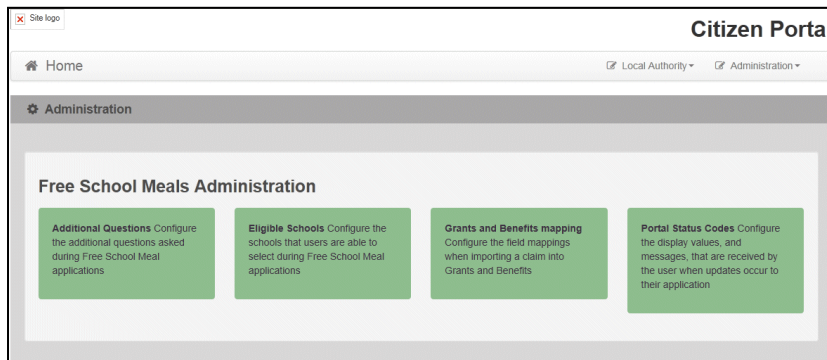 Site logo
Citizen Porta
Home
Local Authority
Administration
Administration
Free School Meals Administration
Additional Questions Configure
the additional questions asked
during Free School Meal
applications
Eligible Schools Configure the
schools that users are able to
select during Free School Meal
applications
Grants and Benefits mapping
Configure the field mappings
when importing a claim into
Grants and Benefits
Portal Status Codes Configure
the display values, and
messages, that are received by
the user when updates occur to
their application